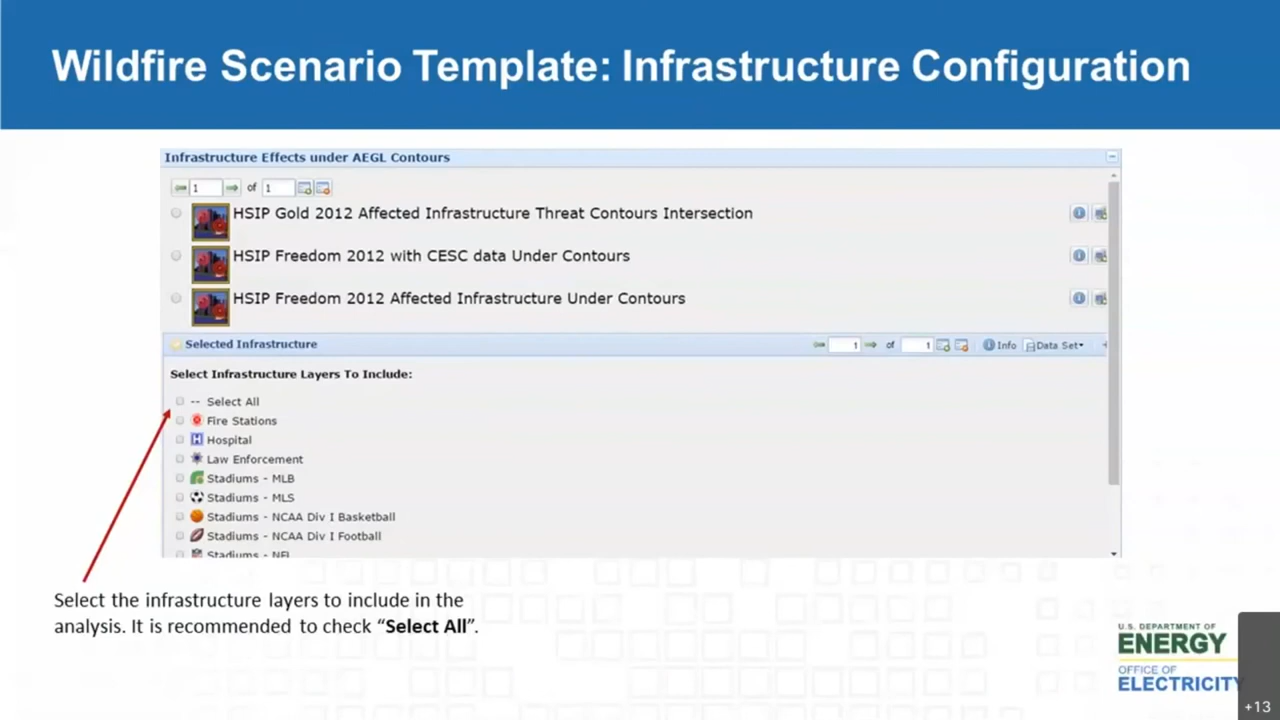 Wildfire Scenario Template: Infrastructure Configuration
Infrastructure Effects under AEGL Contours
1 of 1
HSIP Gold 2012 Affected Infrastructure Threat Contours Intersection
HSIP Freedom 2012 with CESC data Under Contours
HSIP Freedom 2012 Affected Infrastructure Under Contours
Selected Infrastructure 1 of 1 Info Data Set
Select Infrastructure Layers To Include:
-- Select All
Fire Stations
H Hospital
Law Enforcement
Stadiums - MLB
Stadiums - MLS
Stadiums - NCAA Div I Basketball
Stadiums - NCAA Div I Football
Stadiums - NFL
Select the infrastructure layers to include in the
analysis. It is recommended to check “Select All”.
U.S. DEPARTMENT OF
ENERGY
OFFICE OF
ELECTRICITY
+13